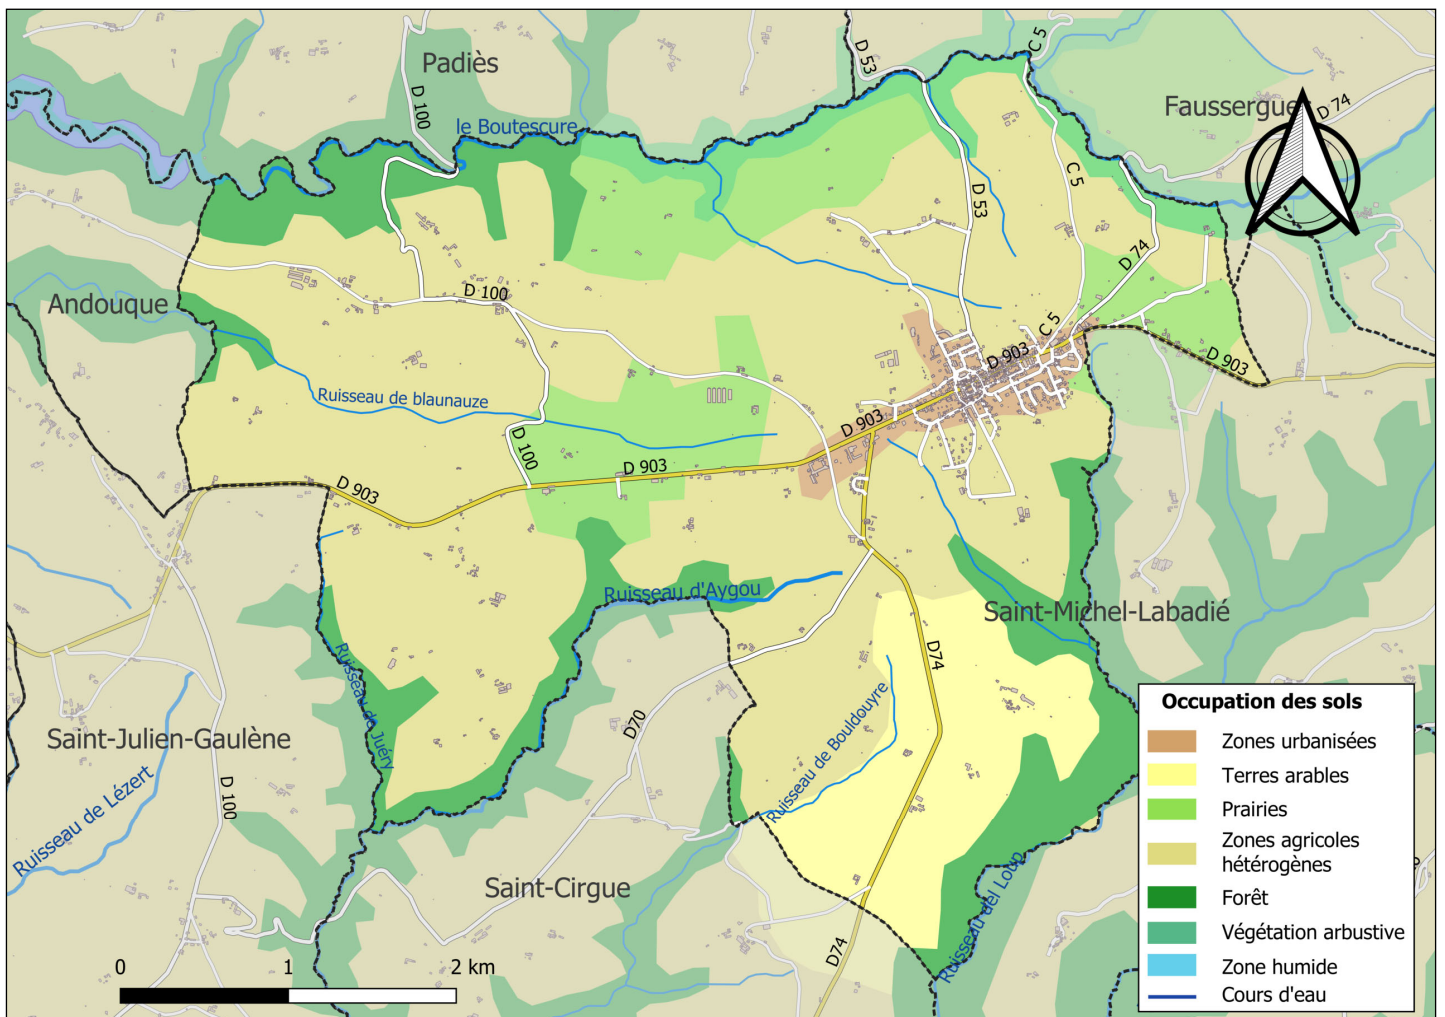 C 5
Padiès
D 53
D 100
Fausserguе
D 74
le Boutescure
C 5
D 53
D 74
Andouque
D 100
C 5
D 903
D 903
Ruisseau de blaunauze
D 903
D 100
D 903
D 903
Ruisseau d'Aygou
Saint-Michel-Labadié
D74
Ruisseau de Juéry
D70
Ruisseau de Bouldouyre
Saint-Julien-Gaulène
Ruisseau de Lézert
D 100
Saint-Cirgue
Ruisseau del Loup
D74
0 1 2 km
Occupation des sols
Zones urbanisées
Terres arables
Prairies
Zones agricoles
hétérogènes
Forêt
Végétation arbustive
Zone humide
Cours d'eau